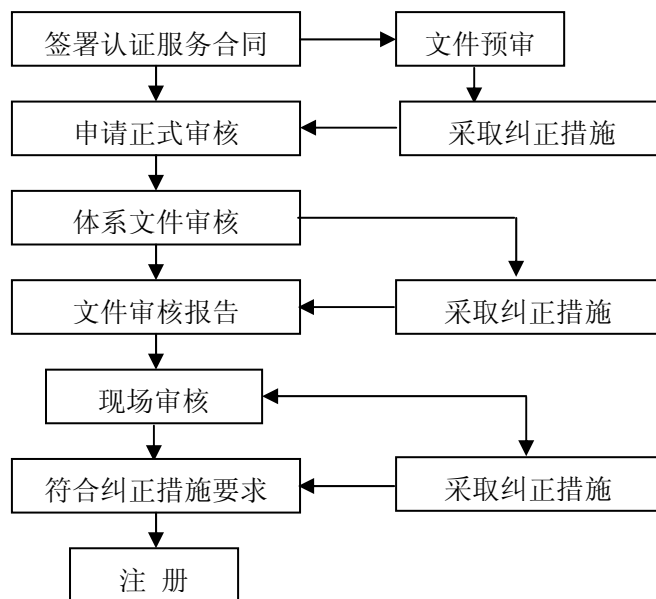 签署认证服务合同
文件预审
申请正式审核
采取纠正措施
体系文件审核
文件审核报告
采取纠正措施
现场审核
符合纠正措施要求
采取纠正措施
注 册